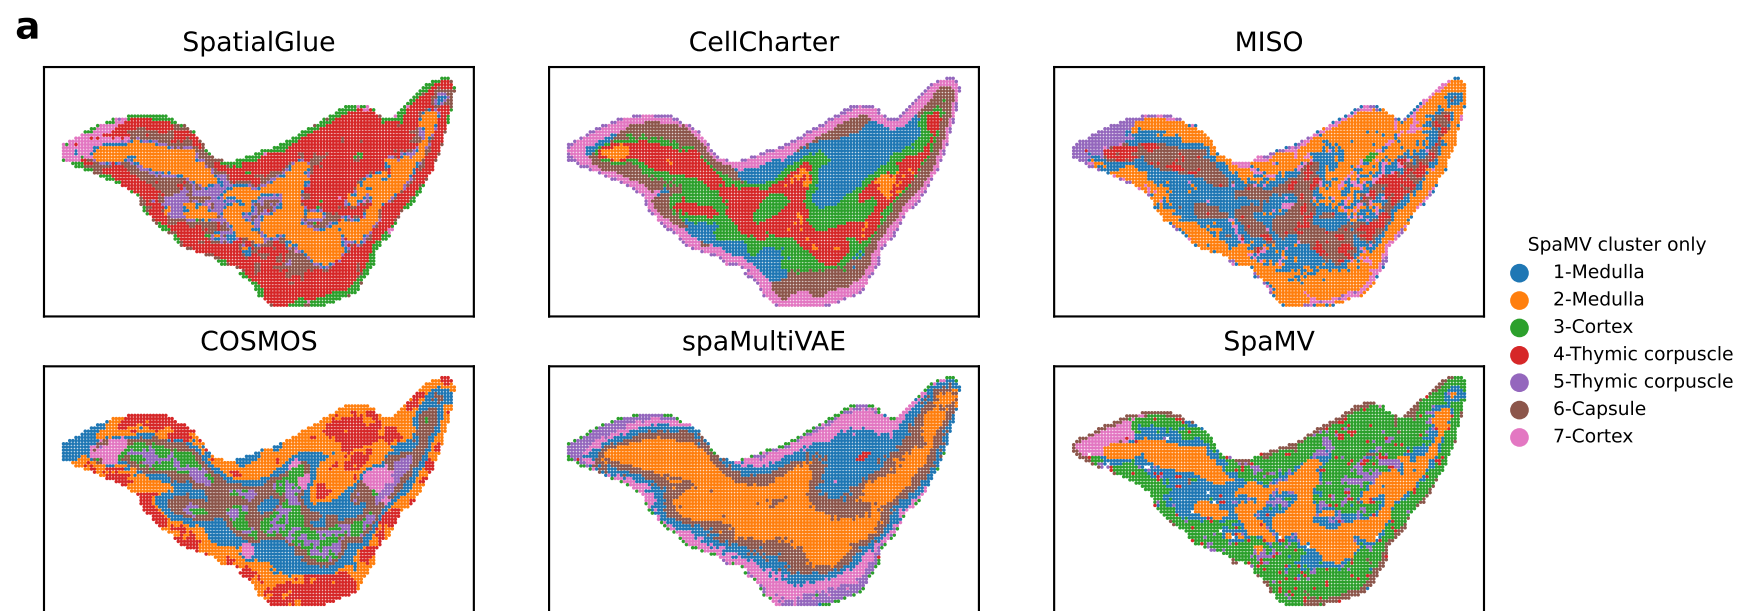 a
SpatialGlue
CellCharter
MISO
COSMOS
spaMultiVAE
SpaMV
SpaMV cluster only
1-Medulla
2-Medulla
3-Cortex
4-Thymic corpuscle
5-Thymic corpuscle
6-Capsule
7-Cortex